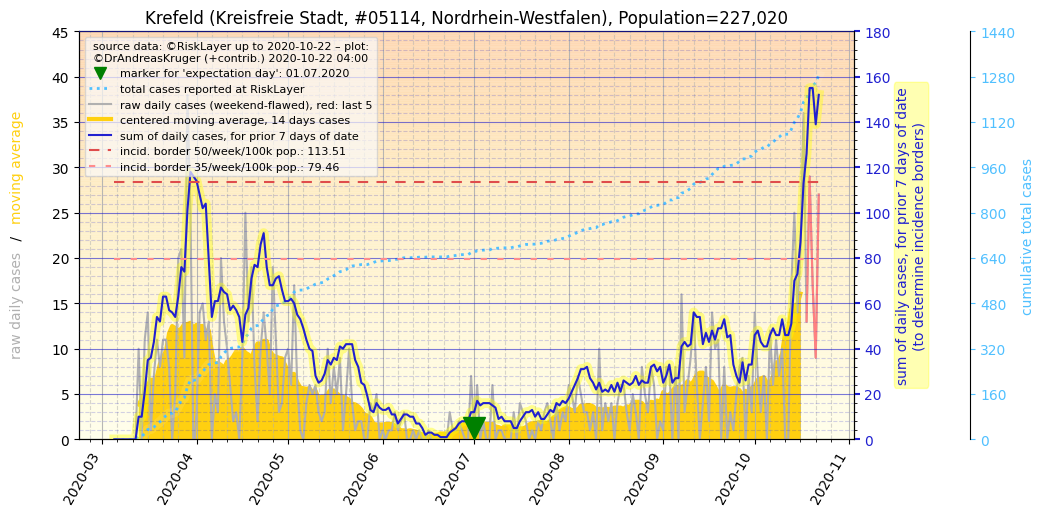 Krefeld (Kreisfreie Stadt, #05114, Nordrhein-Westfalen), Population=227,020
source data: ©RiskLayer up to 2020-10-22 – plot:
©DrAndreasKruger (+contrib.) 2020-10-22 04:00
marker for 'expectation day': 01.07.2020
total cases reported at RiskLayer
raw daily cases (weekend-flawed), red: last 5
centered moving average, 14 days cases
sum of daily cases, for prior 7 days of date
incid. border 50/week/100k pop.: 113.51
incid. border 35/week/100k pop.: 79.46
raw daily cases / moving average
45
40
35
30
25
20
15
10
5
0
2020-03
2020-04
2020-05
2020-06
2020-07
2020-08
2020-09
2020-10
2020-11
180
160
140
120
100
80
60
40
20
0
sum of daily cases, for prior 7 days of date
(to determine incidence borders)
1440
1280
1120
960
800
640
480
320
160
0
cumulative total cases